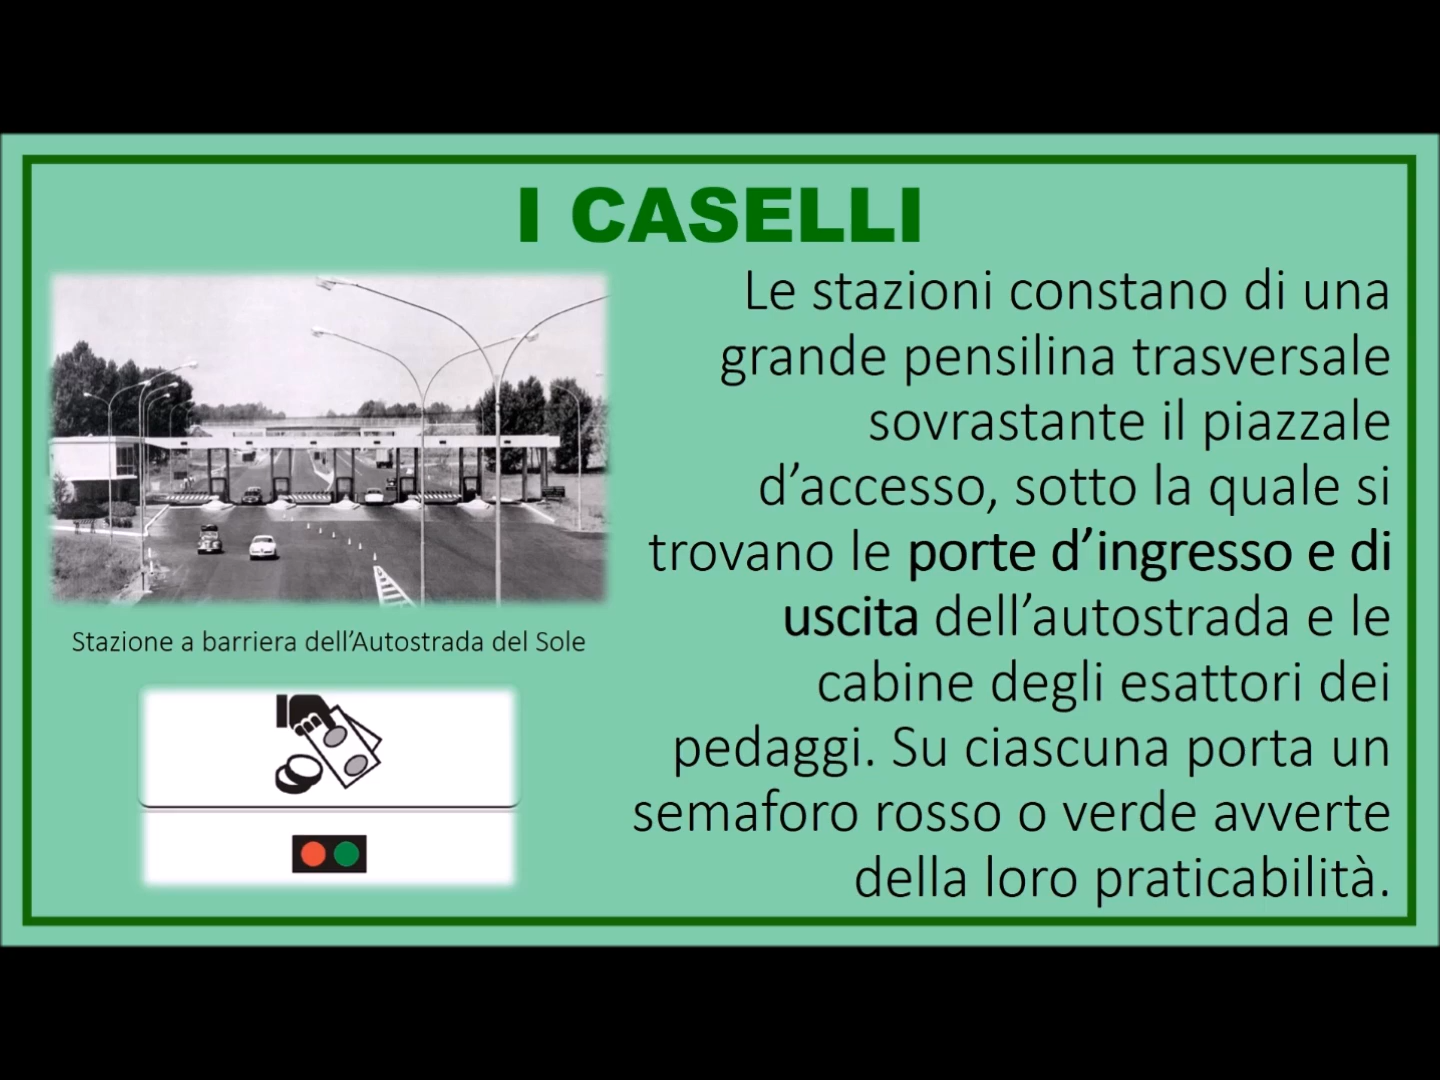 I CASELLI
Le stazioni constano di una
grande pensilina trasversale
sovrastante il piazzale
d’accesso, sotto la quale si
trovano le porte d’ingresso e di
uscita dell’autostrada e le
cabine degli esattori dei
pedaggi. Su ciascuna porta un
semaforo rosso o verde avverte
della loro praticabilità.
Stazione a barriera dell’Autostrada del Sole